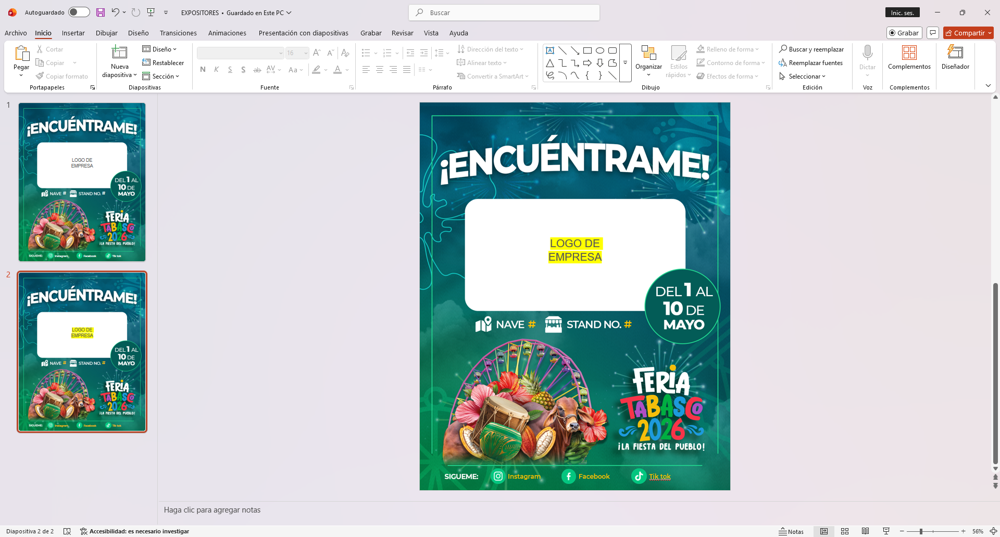 Autoguardado
EXPOSITORES • Guardado en Este PC
Buscar
Inic. ses.
Archivo
Inicio
Insertar
Dibujar
Diseño
Transiciones
Animaciones
Presentación con diapositivas
Grabar
Revisar
Vista
Ayuda
Grabar
Compartir
Pegar
Cortar
Copiar
Copiar formato
Portapapeles
Nueva
diapositiva
Diseño
Restablecer
Sección
Diapositivas
16
N K S S ab AV Aa A
Fuente
Párrafo
Dirección del texto
Alinear texto
Convertir a SmartArt
Organizar
Estilos
rápidos
Relleno de forma
Contorno de forma
Efectos de forma
Dibujo
Buscar y reemplazar
Reemplazar fuentes
Seleccionar
Edición
Dictar
Voz
Complementos
Complementos
Diseñador
1
¡ENCUÉNTRAME!
LOGO DE
EMPRESA
DEL 1 AL
10 DE
MAYO
NAVE #
STAND NO. #
FERIA
TABASCO
2026
¡LA FIESTA DEL PUEBLO!
SIGUEME:
Instagram
Facebook
Tik tok
2
¡ENCUÉNTRAME!
LOGO DE
EMPRESA
DEL 1 AL
10 DE
MAYO
NAVE #
STAND NO. #
FERIA
TABASCO
2026
¡LA FIESTA DEL PUEBLO!
SIGUEME:
Instagram
Facebook
Tik tok
¡ENCUÉNTRAME!
LOGO DE
EMPRESA
DEL 1 AL
10 DE
MAYO
NAVE #
STAND NO. #
FERIA
TABASCO
2026
¡LA FIESTA DEL PUEBLO!
SIGUEME:
Instagram
Facebook
Tik tok
Haga clic para agregar notas
Diapositiva 2 de 2
Accesibilidad: es necesario investigar
Notas
56%